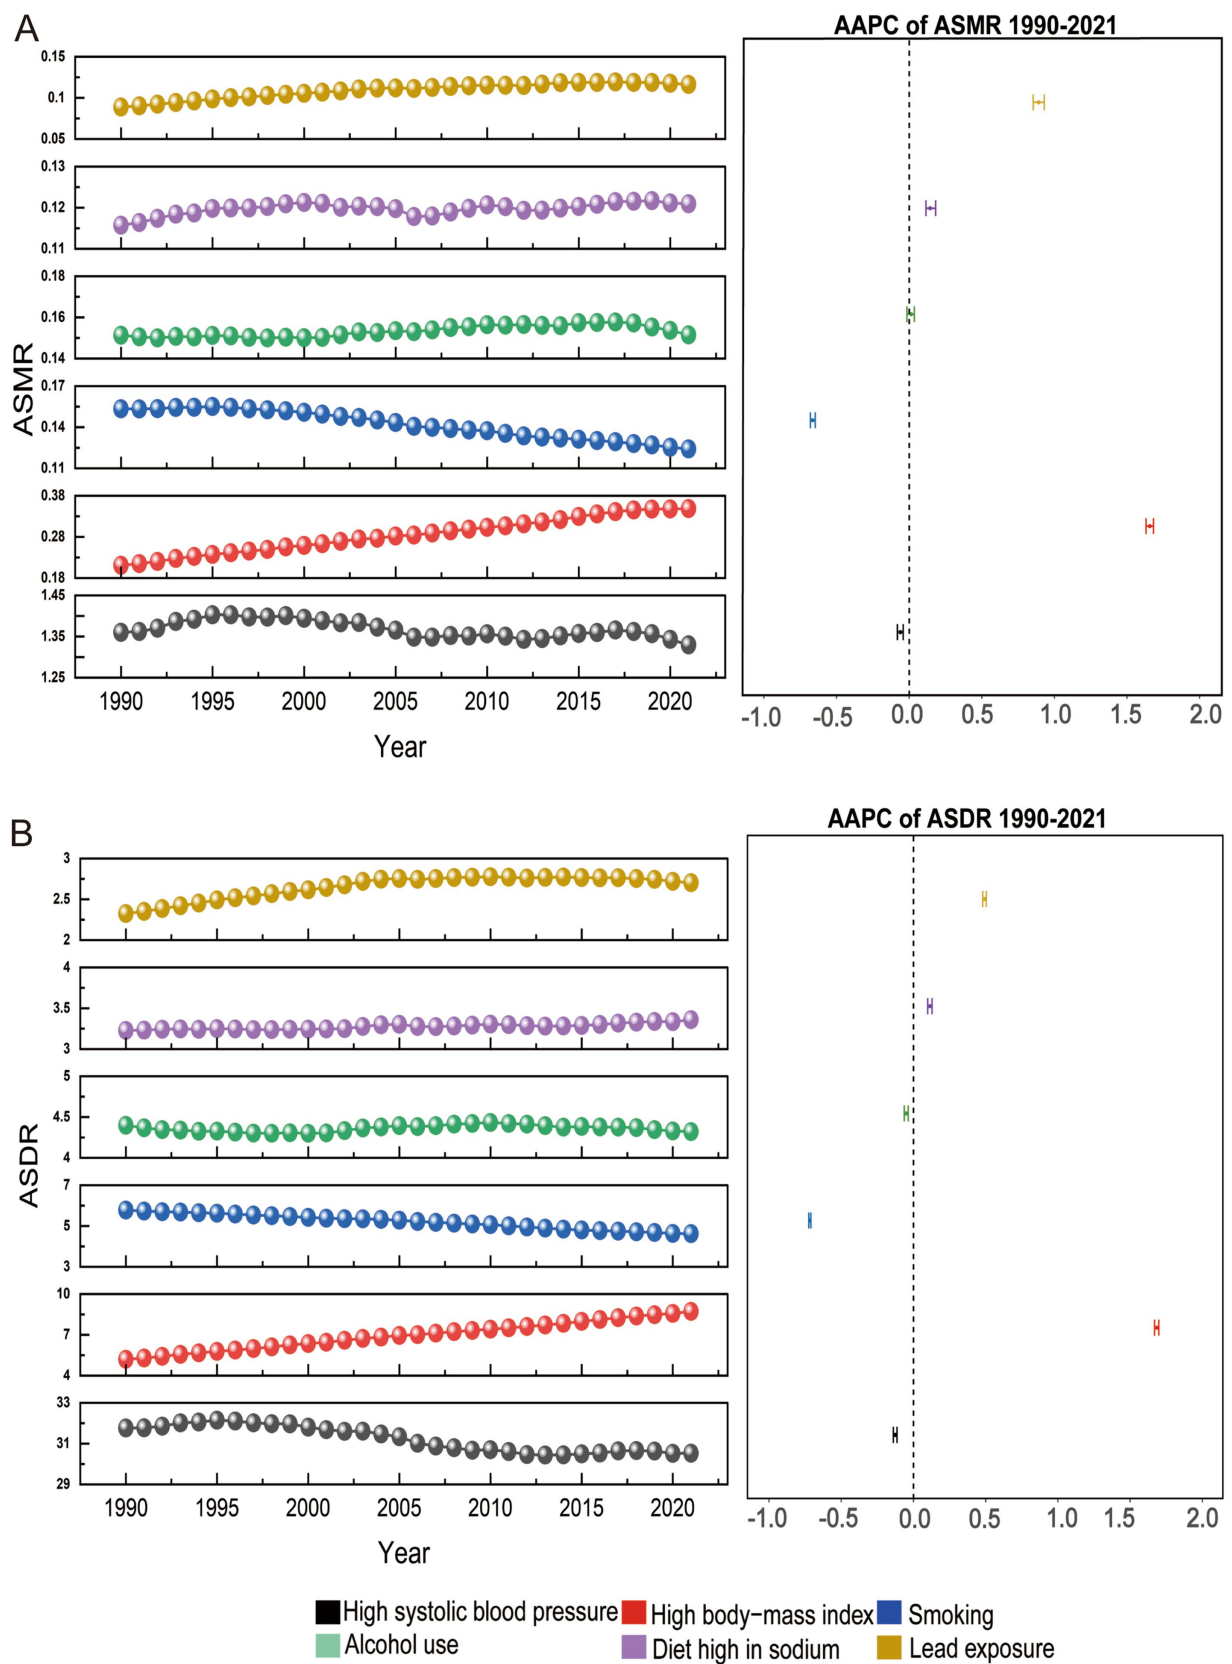 A
AAPC of ASMR 1990-2021
0.15
0.1
0.05
0.13
0.12
0.11
0.18
0.16
0.14
ASMR
0.17
0.14
0.11
0.38
0.28
0.18
1.45
1.35
1.25
1990 1995 2000 2005 2010 2015 2020
-1.0 -0.5 0.0 0.5 1.0 1.5 2.0
Year
B
AAPC of ASDR 1990-2021
3
2.5
2
4
3.5
3
5
4.5
4
ASDR
7
5
3
10
7
4
33
31
29
1990 1995 2000 2005 2010 2015 2020
-1.0 -0.5 0.0 0.5 1.0 1.5 2.0
Year
High systolic blood pressure High body-mass index Smoking
Alcohol use Diet high in sodium Lead exposure